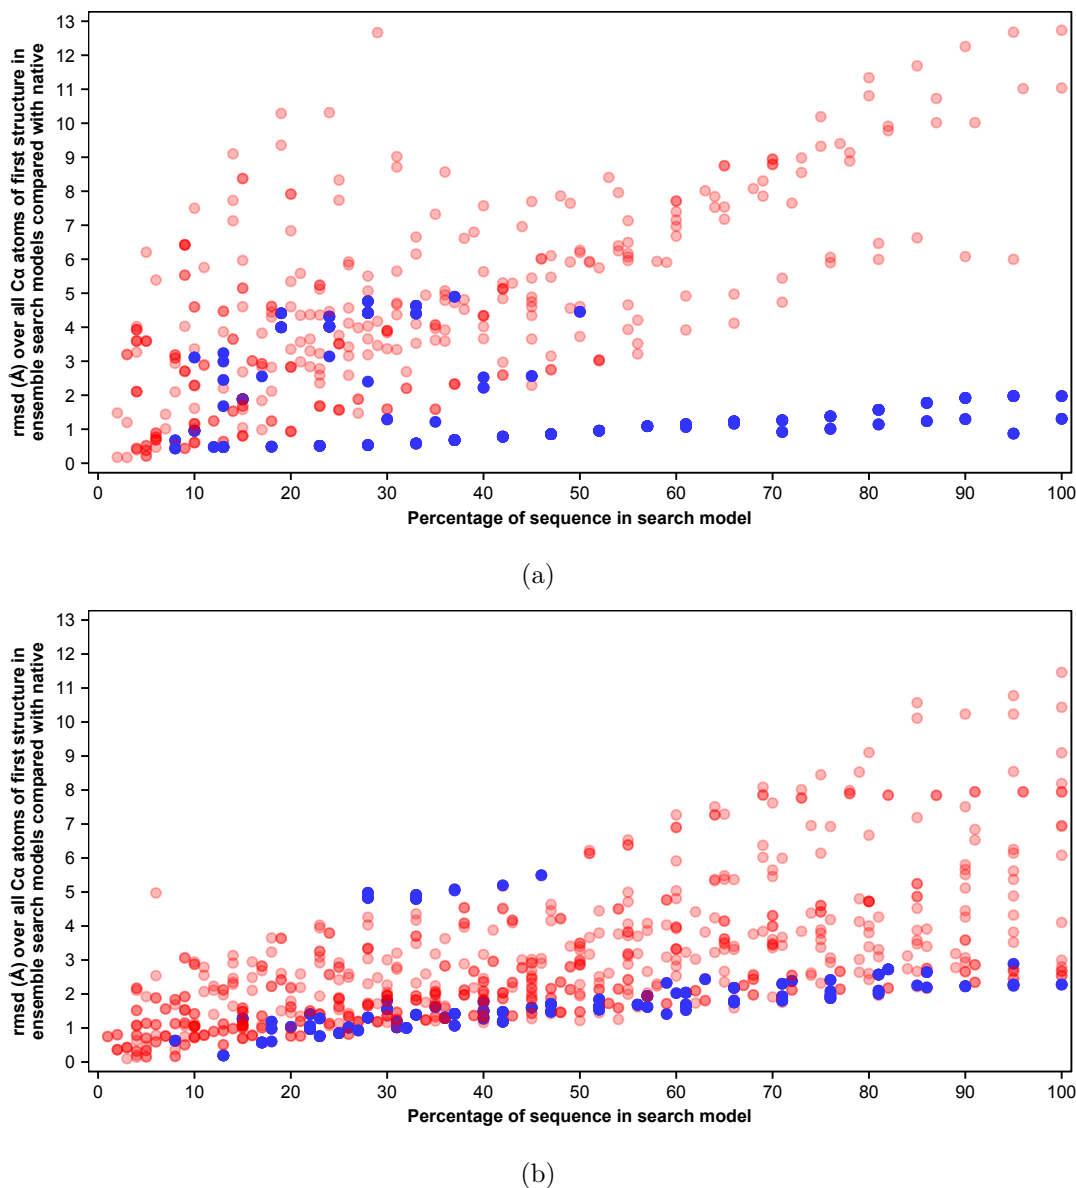 13
12
11
10
9
8
7
6
5
4
3
2
1
0
rmsd (Å) over all Cα atoms of first structure in
ensemble search models compared with native
0 10 20 30 40 50 60 70 80 90 100
Percentage of sequence in search model
(a)
13
12
11
10
9
8
7
6
5
4
3
2
1
0
rmsd (Å) over all Cα atoms of first structure in
ensemble search models compared with native
0 10 20 30 40 50 60 70 80 90 100
Percentage of sequence in search model
(b)